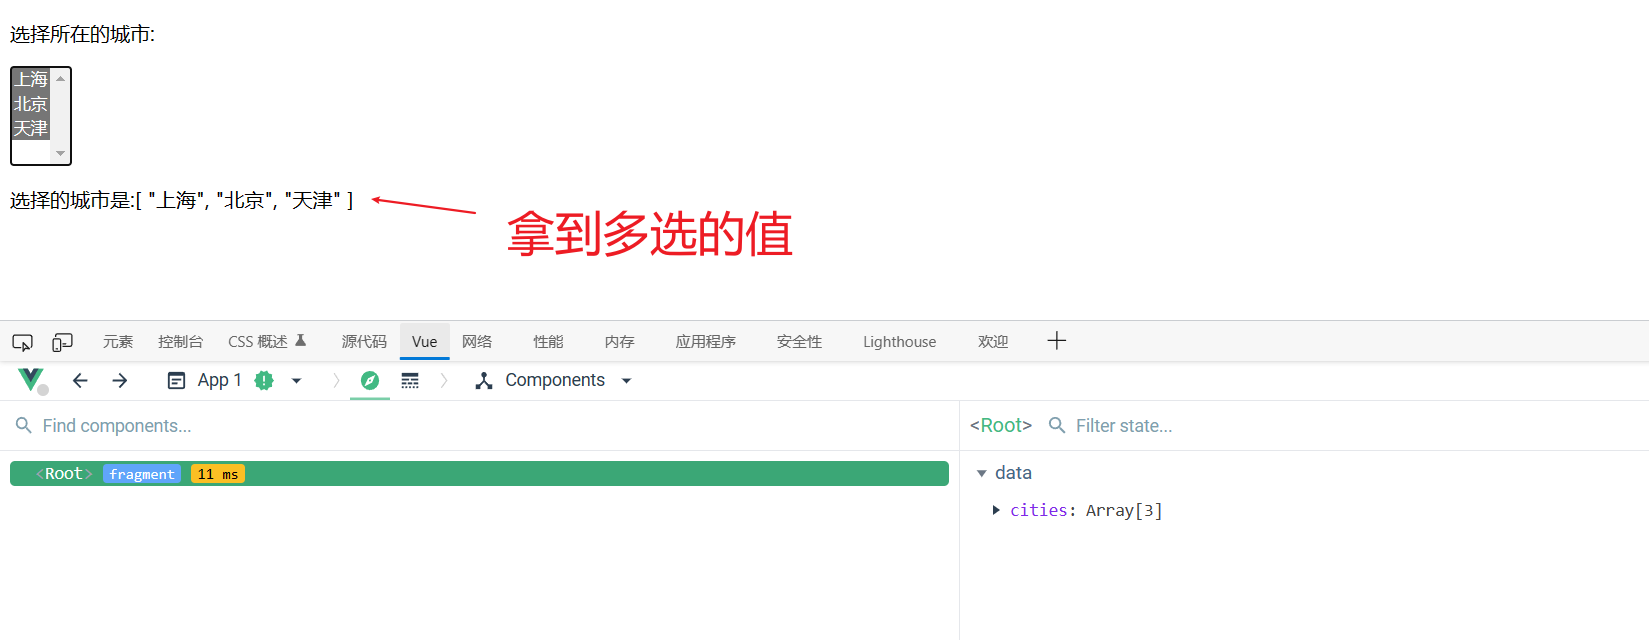 选择所在的城市:
上海
北京
天津
选择的城市是:[ "上海", "北京", "天津" ]
拿到多选的值
元素 控制台 CSS 概述 源代码 Vue 网络 性能 内存 应用程序 安全性 Lighthouse 欢迎
App 1 Components
Find components...
<Root> Filter state...
<Root> fragment 11 ms
data
cities: Array[3]